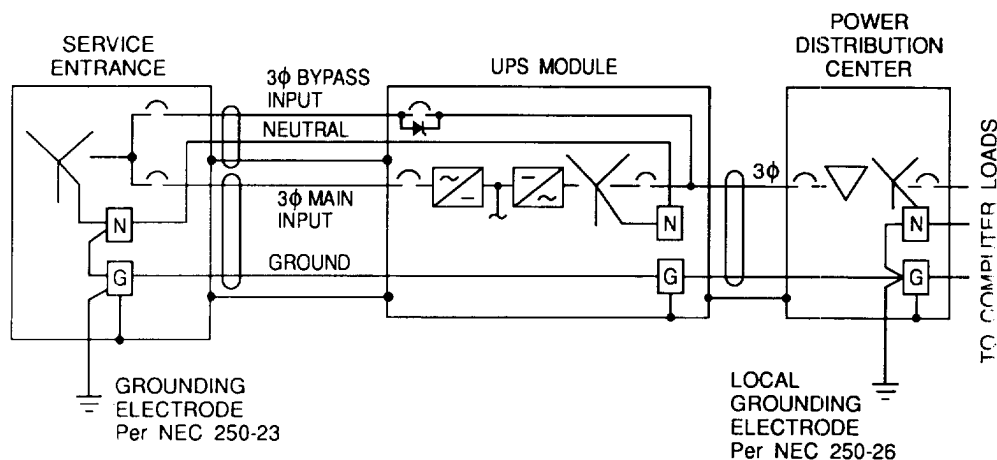 SERVICE
ENTRANCE
3ϕ BYPASS
INPUT
NEUTRAL
UPS MODULE
POWER
DISTRIBUTION
CENTER
3ϕ MAIN
INPUT
3ϕ
N
N
N
GROUND
G
G
G
TO COMPUTER LOADS
GROUNDING
ELECTRODE
Per NEC 250-23
LOCAL
GROUNDING
ELECTRODE
Per NEC 250-26